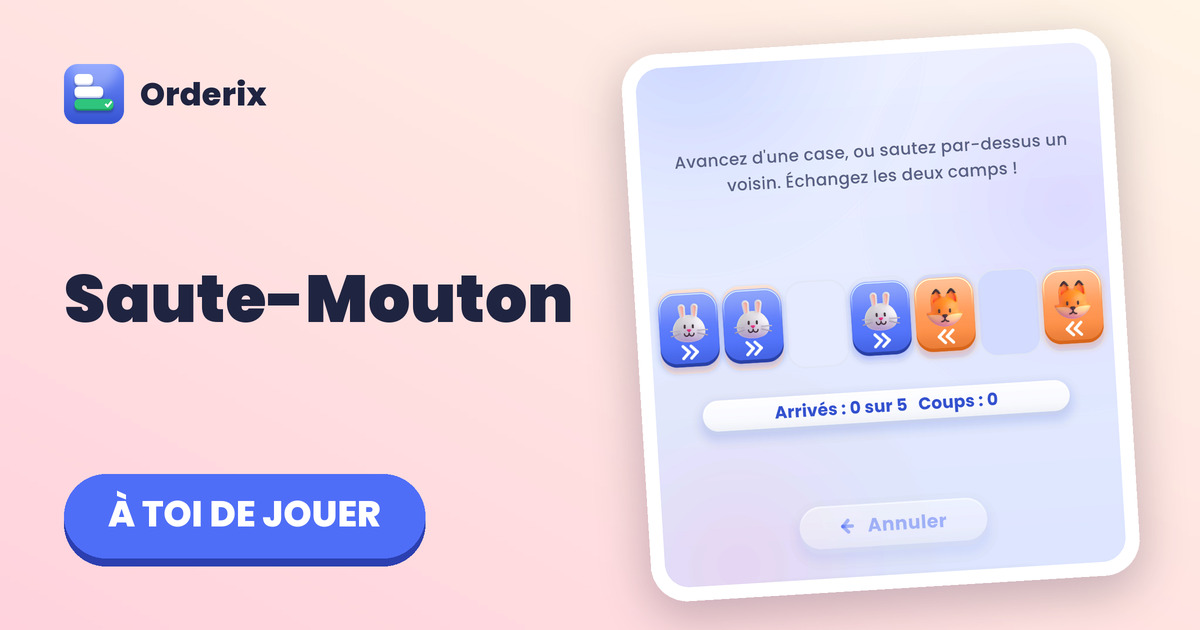 Orderix
Saute-Mouton
À TOI DE JOUER
Avancez d'une case, ou sautez par-dessus un
voisin. Échangez les deux camps !
Arrivés : 0 sur 5 Coups : 0
Annuler